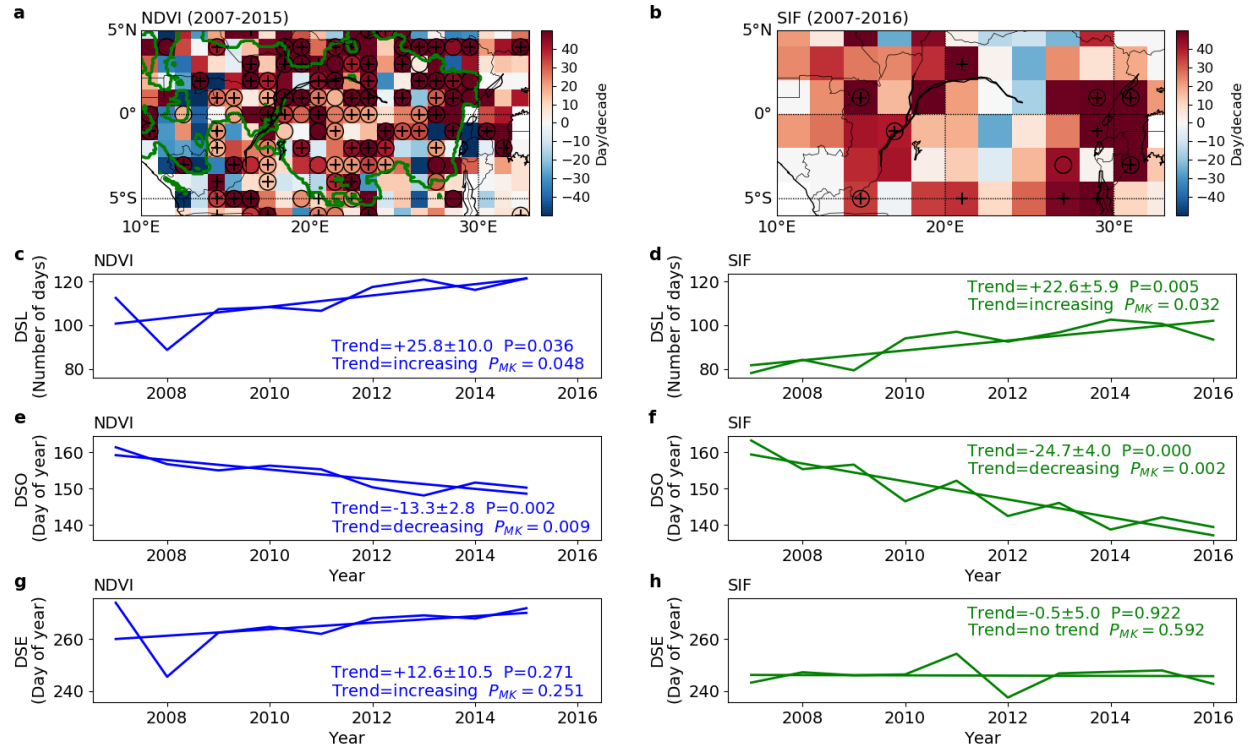 a NDVI (2007-2015)
5°N
0°
5°S
10°E 20°E 30°E
40
30
20
10
0
−10
−20
−30
−40
Day/decade
b SIF (2007-2016)
5°N
0°
5°S
10°E 20°E 30°E
40
30
20
10
0
−10
−20
−30
−40
Day/decade
c NDVI
DSL
(Number of days)
120
100
80
Trend=+25.8±10.0 P=0.036
Trend=increasing P_MK = 0.048
2008 2010 2012 2014 2016
d SIF
DSL
(Number of days)
120
100
80
Trend=+22.6±5.9 P=0.005
Trend=increasing P_MK = 0.032
2008 2010 2012 2014 2016
e NDVI
DSO
(Day of year)
160
150
140
Trend=-13.3±2.8 P=0.002
Trend=decreasing P_MK = 0.009
2008 2010 2012 2014 2016
Year
f SIF
DSO
(Day of year)
160
150
140
Trend=-24.7±4.0 P=0.000
Trend=decreasing P_MK = 0.002
2008 2010 2012 2014 2016
Year
g NDVI
DSE
(Day of year)
260
240
Trend=+12.6±10.5 P=0.271
Trend=increasing P_MK = 0.251
2008 2010 2012 2014 2016
Year
h SIF
DSE
(Day of year)
260
240
Trend=-0.5±5.0 P=0.922
Trend=no trend P_MK = 0.592
2008 2010 2012 2014 2016
Year